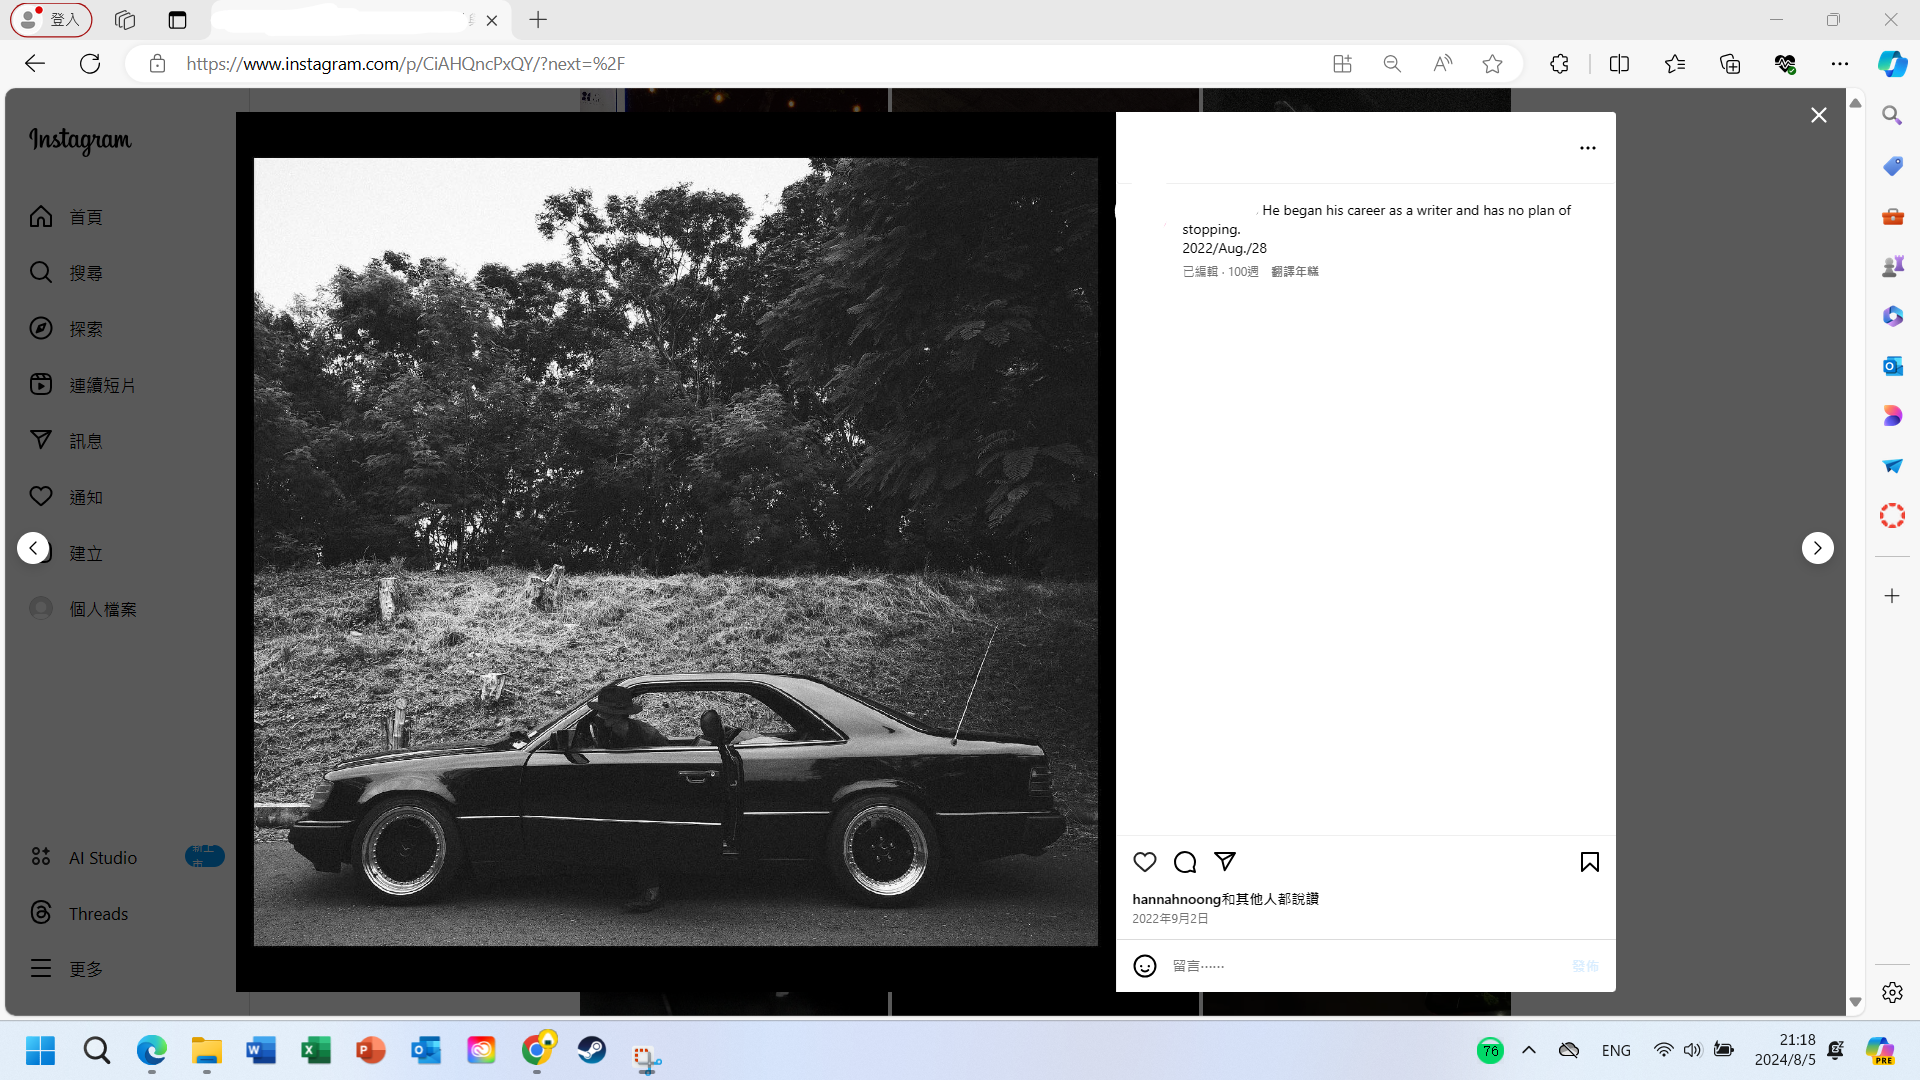 登入
https://www.instagram.com/p/CiAHQncPxQY/?next=%2F
Instagram
首頁
搜尋
探索
連續短片
訊息
通知
建立
個人檔案
AI Studio
Threads
更多
He began his career as a writer and has no plan of
stopping.
2022/Aug./28
已編輯 · 100週 翻譯年糕
hannahnoong和其他人都說讚
2022年9月2日
留言......
發佈
76
ENG
21:18
2024/8/5
PRE